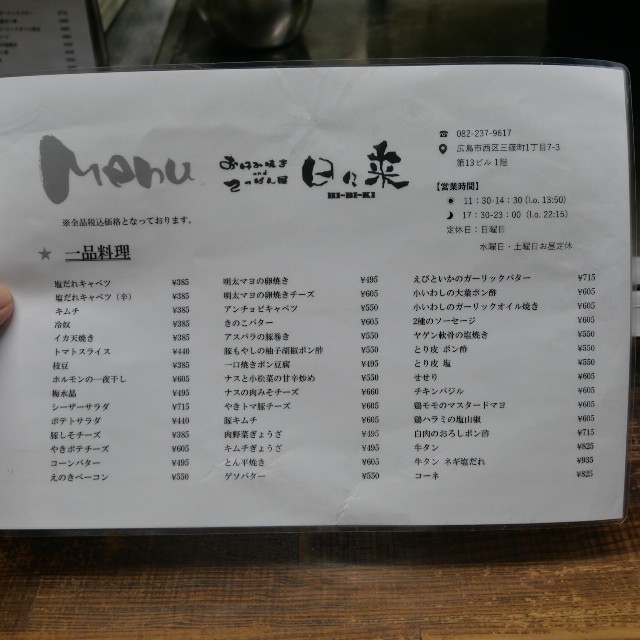 Menu
お好み焼き
and
てっぱん屋
日々来
HI-BI-KI
☎ 082-237-9617
広島市西区三篠町1丁目7-3
第13ビル 1階
【営業時間】
11:30-14:30 (l.o. 13:50)
17:30-23:00 (l.o. 22:15)
定休日:日曜日
水曜日・土曜日お昼定休
※全品税込価格となっております。
★ 一品料理
塩だれキャベツ ¥385
塩だれキャベツ(辛) ¥385
キムチ ¥385
冷奴 ¥385
イカ天焼き ¥385
トマトスライス ¥440
枝豆 ¥385
ホルモンの一夜干し ¥605
梅水晶 ¥495
シーザーサラダ ¥715
ポテトサラダ ¥440
豚しそチーズ ¥385
やきポテチーズ ¥605
コーンバター ¥495
えのきベーコン ¥550
明太マヨの卵焼き ¥495
明太マヨの卵焼きチーズ ¥605
アンチョビキャベツ ¥550
きのこバター ¥605
アスパラの豚巻き ¥550
豚もやしの柚子胡椒ポン酢 ¥550
一口焼きポン豆腐 ¥495
ナスと小松菜の甘辛炒め ¥550
ナスの肉みそチーズ ¥660
やきトマ豚チーズ ¥605
豚キムチ ¥605
肉野菜ぎょうざ ¥495
キムチぎょうざ ¥495
とん平焼き ¥605
ゲソバター ¥550
えびといかのガーリックバター ¥715
小いわしの大葉ポン酢 ¥605
小いわしのガーリックオイル焼き ¥605
2種のソーセージ ¥605
ヤゲン軟骨の塩焼き ¥550
とり皮 ポン酢 ¥550
とり皮 塩 ¥550
せせり ¥605
チキンバジル ¥605
鶏モモのマスタードマヨ ¥605
鶏ハラミの塩山椒 ¥605
白肉のおろしポン酢 ¥715
牛タン ¥825
牛タン ネギ塩だれ ¥935
コーネ ¥825